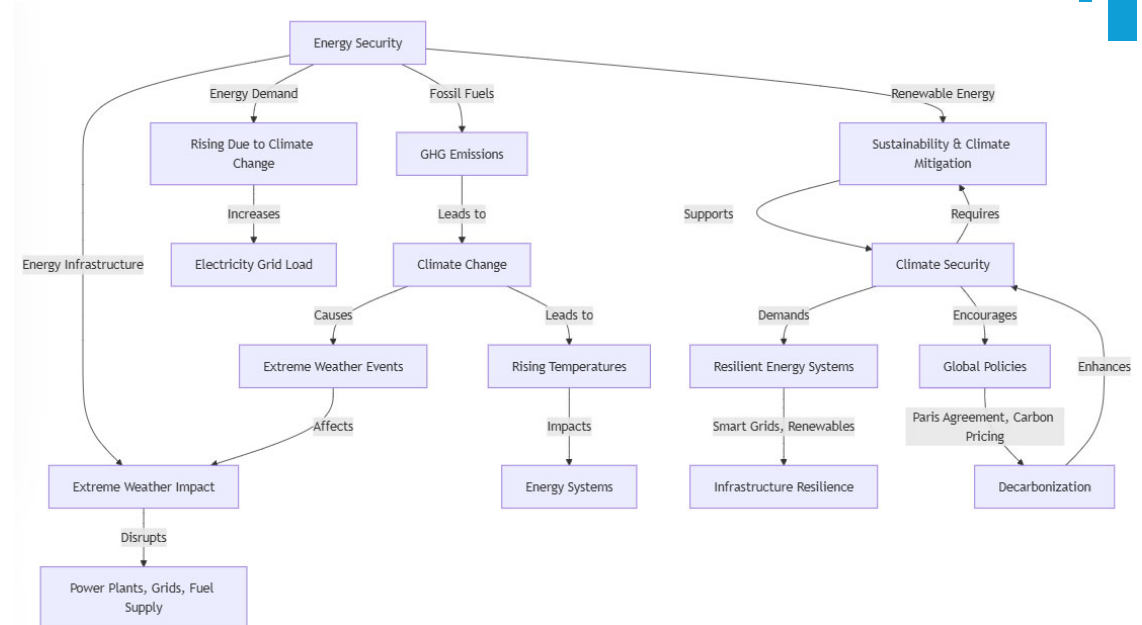 Energy Security
Energy Demand
Fossil Fuels
Renewable Energy
Rising Due to Climate
Change
GHG Emissions
Sustainability & Climate
Mitigation
Increases
Leads to
Supports
Requires
Energy Infrastructure
Electricity Grid Load
Climate Change
Climate Security
Causes
Leads to
Demands
Encourages
Extreme Weather Events
Rising Temperatures
Resilient Energy Systems
Global Policies
Enhances
Affects
Impacts
Smart Grids, Renewables
Paris Agreement, Carbon
Pricing
Extreme Weather Impact
Energy Systems
Infrastructure Resilience
Decarbonization
Disrupts
Power Plants, Grids, Fuel
Supply